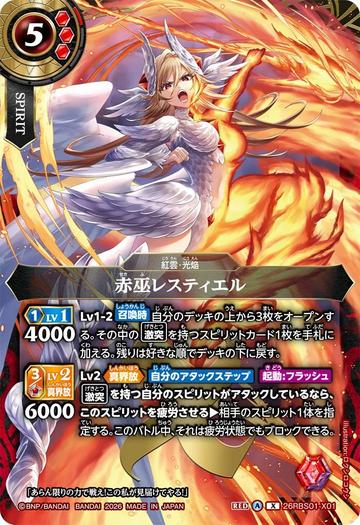 5
SPIRIT
紅雲・光焔
赤巫レスティエル
1 LV1
4000
Lv1-2 召喚時 自分のデッキの上から3枚をオープンする。その中の激突を持つスピリットカード1枚を手札に加える。残りは好きな順でデッキの下に戻す。
3 LV2
真界放
6000
Lv2 真界放 自分のアタックステップ 起動:フラッシュ
激突を持つ自分のスピリットがアタックしているなら、
このスピリットを疲労させる▶相手のスピリット1体を指定する。このバトル中、それは疲労状態でもブロックできる。
「あらん限りの力で戦え!この私が見届けてやる!」
©BNP/BANDAI BANDAI 2026 MADE IN JAPAN
RED A X 26RBS01-X01